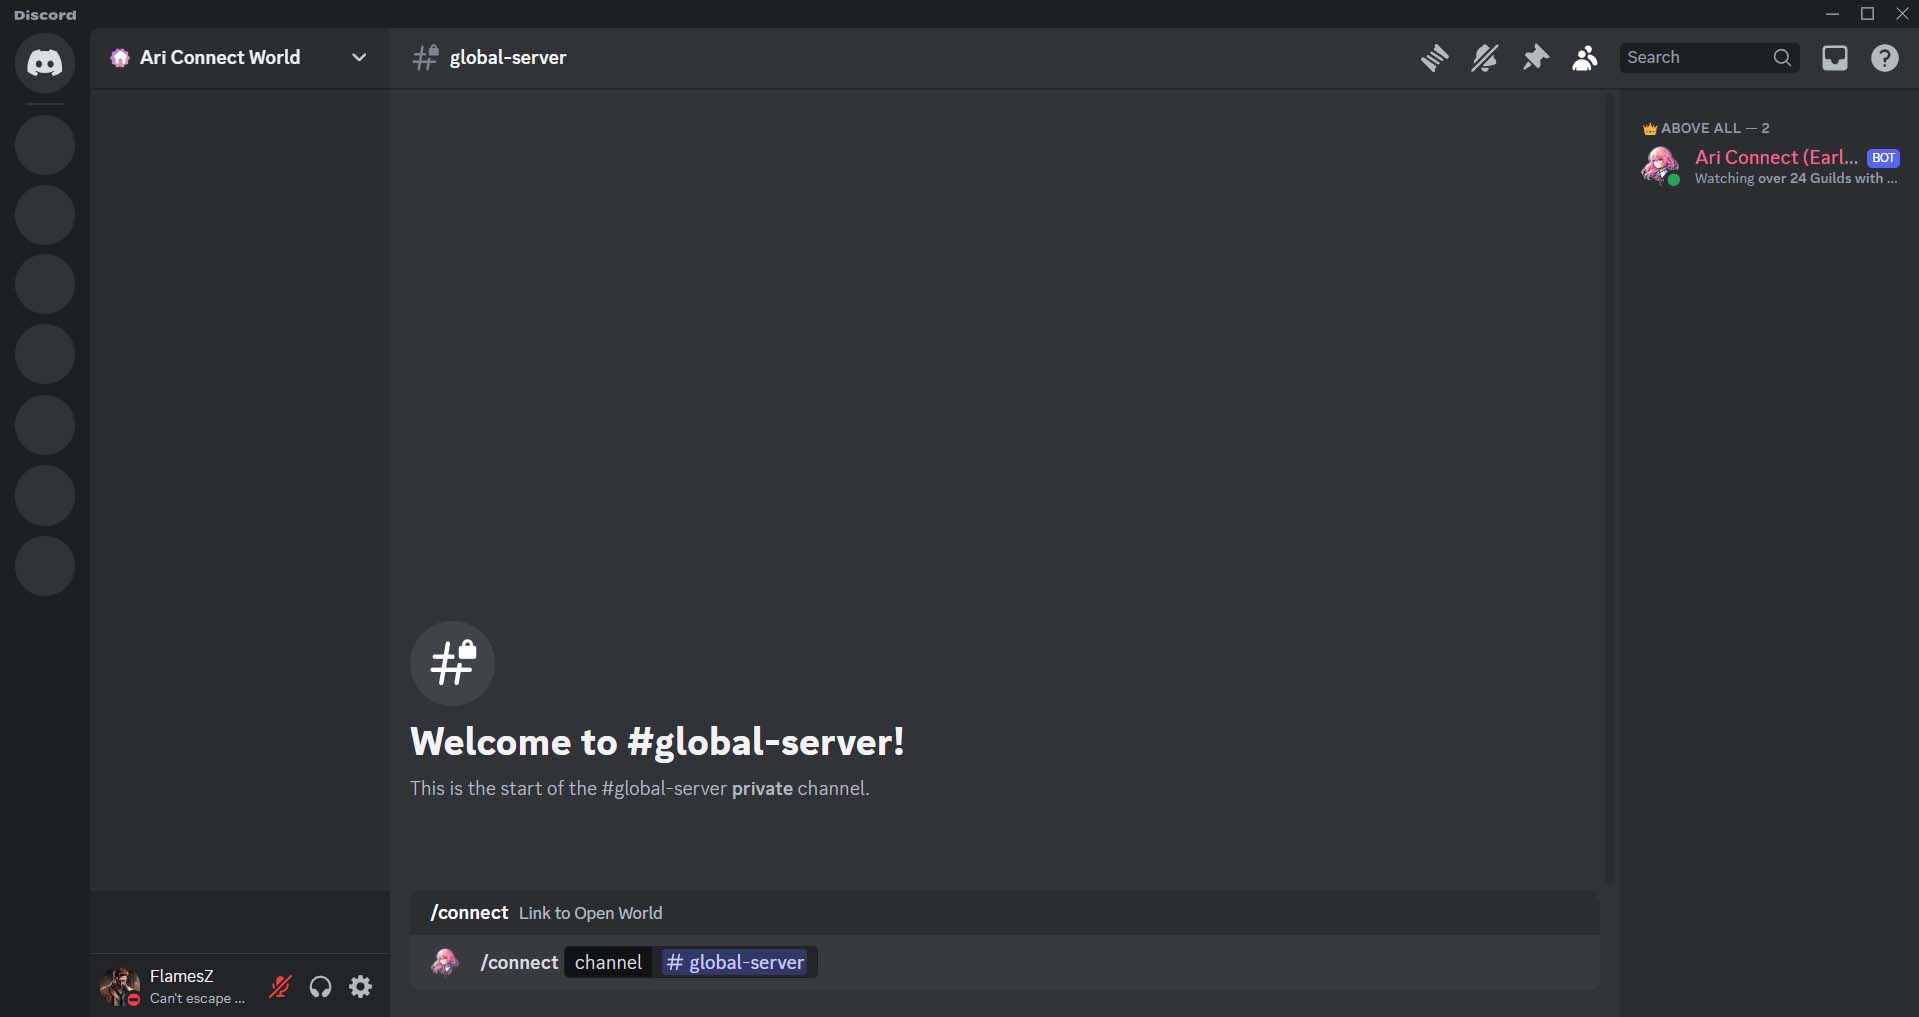 Discord
Ari Connect World
global-server
Search
ABOVE ALL — 2
Ari Connect (Earl... BOT
Watching over 24 Guilds with ...
Welcome to #global-server!
This is the start of the #global-server private channel.
/connect Link to Open World
/connect channel # global-server
FlamesZ
Can't escape ...